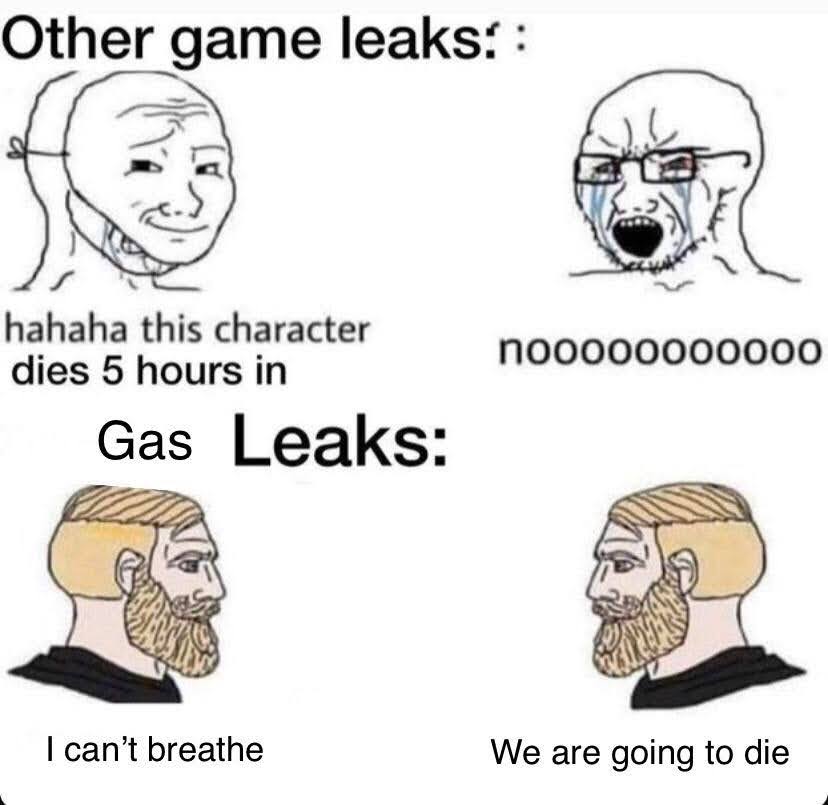 Other game leaks: :
hahaha this character
dies 5 hours in
noooooooooooo
Gas Leaks:
I can't breathe
We are going to die